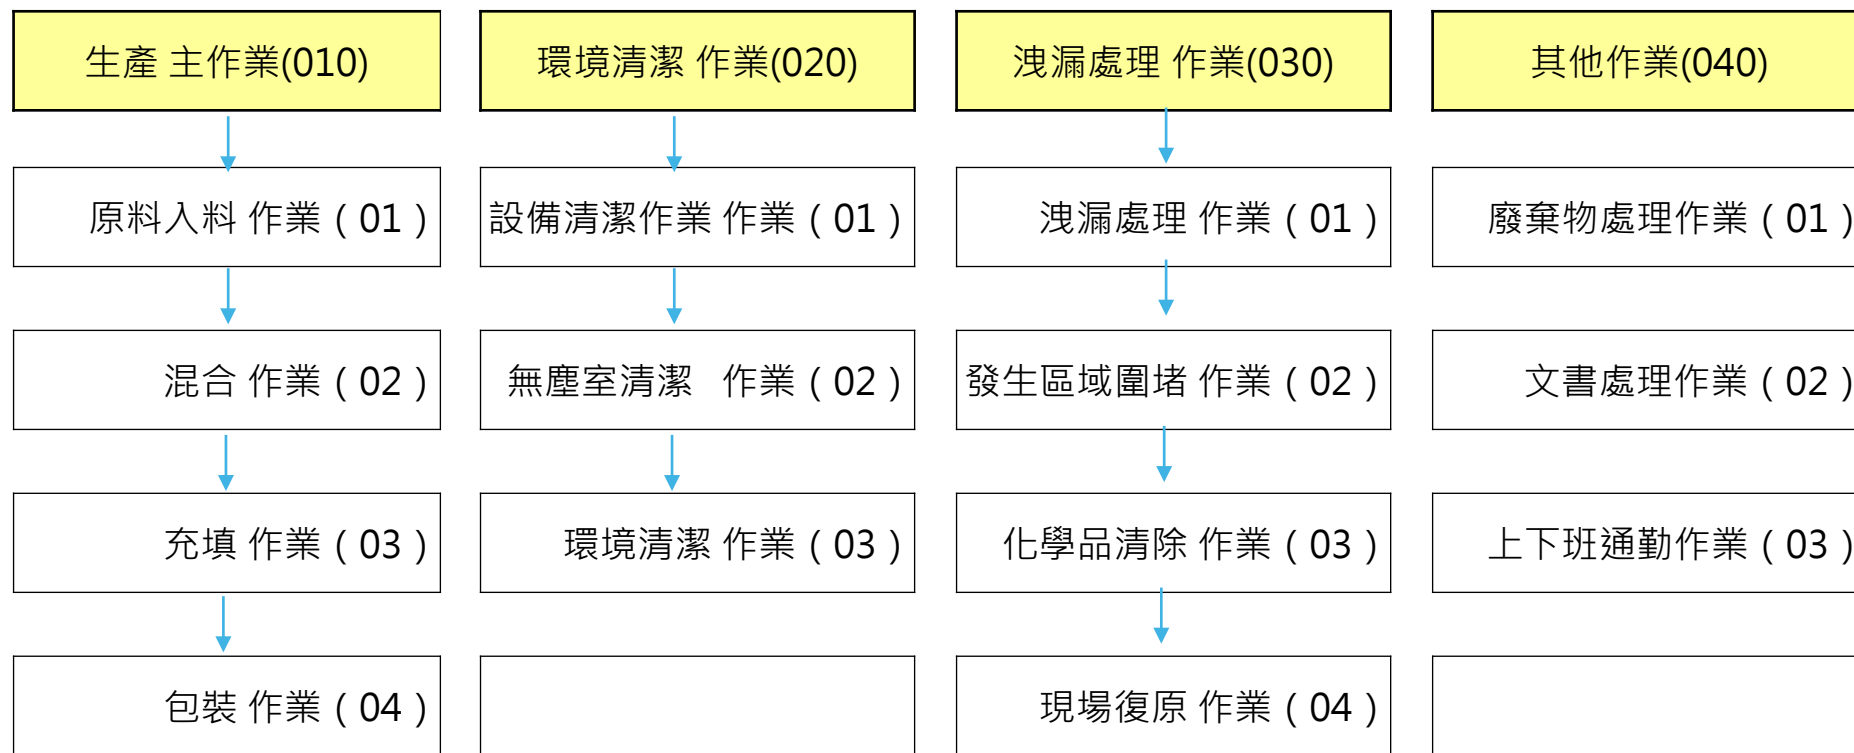 生產 主作業(010)
環境清潔 作業(020)
洩漏處理 作業(030)
其他作業(040)
原料入料 作業 ( 01 )
設備清潔作業 作業 ( 01 )
洩漏處理 作業 ( 01 )
廢棄物處理作業 ( 01 )
混合 作業 ( 02 )
無塵室清潔 作業 ( 02 )
發生區域圍堵 作業 ( 02 )
文書處理作業 ( 02 )
充填 作業 ( 03 )
環境清潔 作業 ( 03 )
化學品清除 作業 ( 03 )
上下班通勤作業 ( 03 )
包裝 作業 ( 04 )
現場復原 作業 ( 04 )